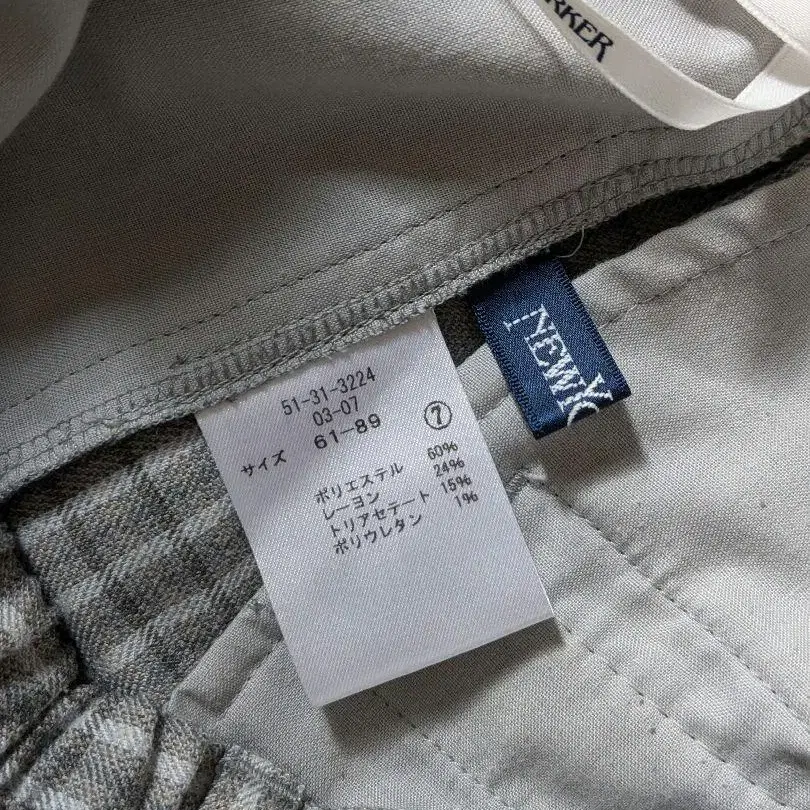 RKER
NEWYO
51-31-3224
03-07
サイズ 61-89 ⑦
ポリエステル 60%
レーヨン 24%
トリアセテート 15%
ポリウレタン 1%